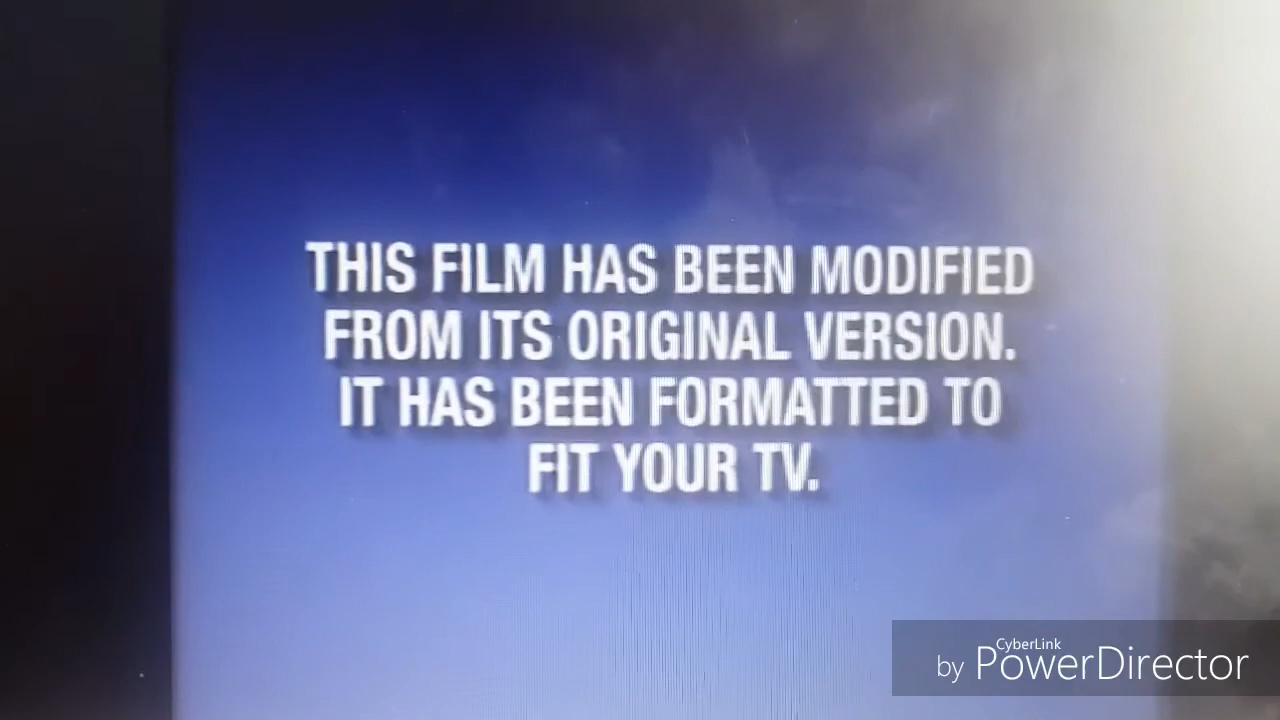 THIS FILM HAS BEEN MODIFIED
FROM ITS ORIGINAL VERSION.
IT HAS BEEN FORMATTED TO
FIT YOUR TV.
CyberLink
by PowerDirector